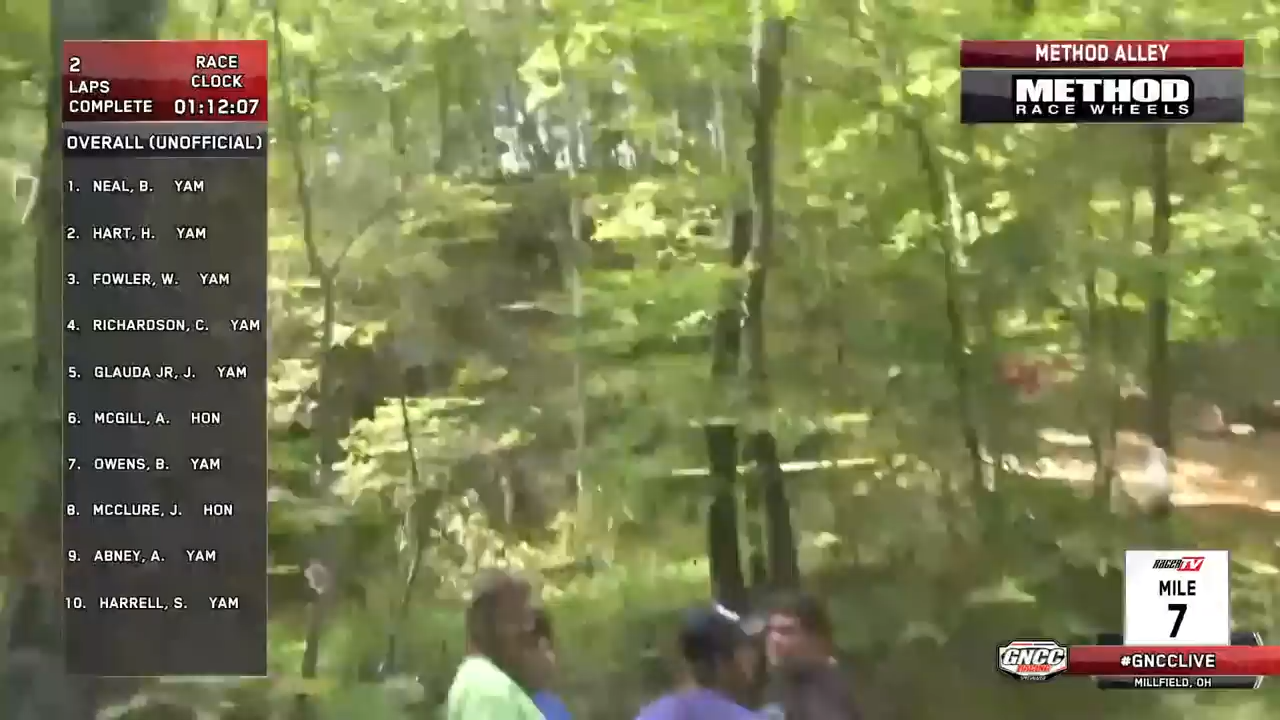 2
LAPS
COMPLETE
RACE
CLOCK
01:12:07
OVERALL (UNOFFICIAL)
1. NEAL, B. YAM
2. HART, H. YAM
3. FOWLER, W. YAM
4. RICHARDSON, C. YAM
5. GLAUDA JR, J. YAM
6. MCGILL, A. HON
7. OWENS, B. YAM
8. MCCLURE, J. HON
9. ABNEY, A. YAM
10. HARRELL, S. YAM
METHOD ALLEY
METHOD
RACE WHEELS
RACER TV
MILE
7
GNCC
#GNCCLIVE
MILLFIELD, OH